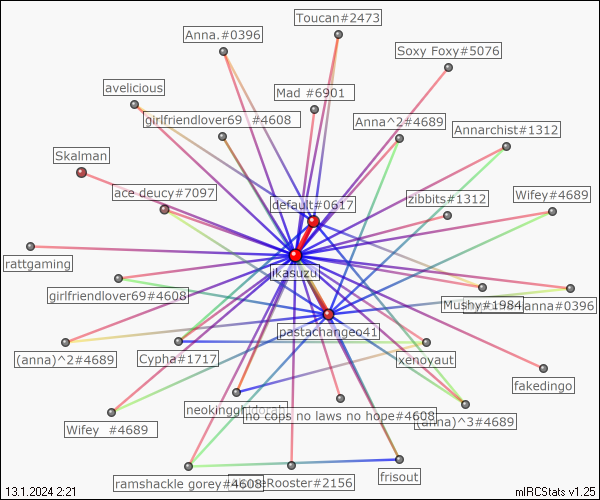 Toucan#2473
Anna.#0396
Soxy Foxy#5076
avelicious
Mad #6901
girlfriendlover69 #4608
Anna^2#4689
Annarchist#1312
Skalman
ace deucy#7097
default#0617
zibbits#1312
Wifey#4689
rattgaming
ikasuzu
girlfriendlover69#4608
Mushy#1984
anna#0396
pastachangeo41
(anna)^2#4689
Cypha#1717
xenoyaut
fakedingo
neokingghidorah
no cops no laws no hope#4608
(anna)^3#4689
Wifey #4689
ramshackle gorey#4608
Rooster#2156
frisout
13.1.2024 2:21
mIRCStats v1.25